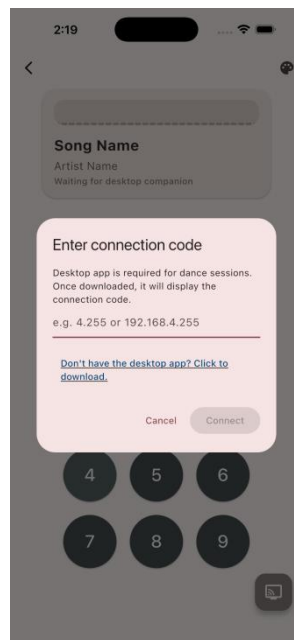 2:19
Song Name
Artist Name
Waiting for desktop companion
Enter connection code
Desktop app is required for dance sessions.
Once downloaded, it will display the
connection code.
e.g. 4.255 or 192.168.4.255
Don't have the desktop app? Click to
download.
Cancel Connect
4 5 6
7 8 9